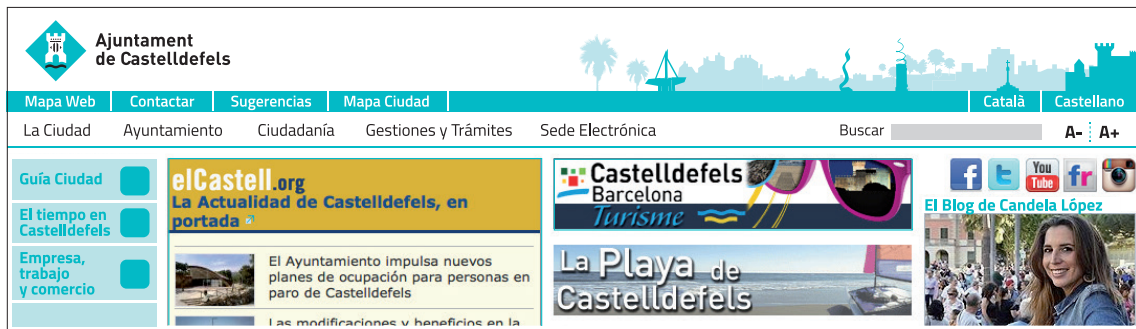 Ajuntament
de Castelldefels
Mapa Web
Contactar
Sugerencias
Mapa Ciudad
Català
Castellano
La Ciudad
Ayuntamiento
Ciudadanía
Gestiones y Trámites
Sede Electrónica
Buscar
A-
A+
Guía Ciudad
El tiempo en
Castelldefels
Empresa,
trabajo
y comercio
elCastell.org
La Actualidad de Castelldefels, en
portada
El Ayuntamiento impulsa nuevos
planes de ocupación para personas en
paro de Castelldefels
Las modificaciones y beneficios en la
Castelldefels
Barcelona
Turisme
La Playa de
Castelldefels
f
t
You
Tube
fr
El Blog de Candela López